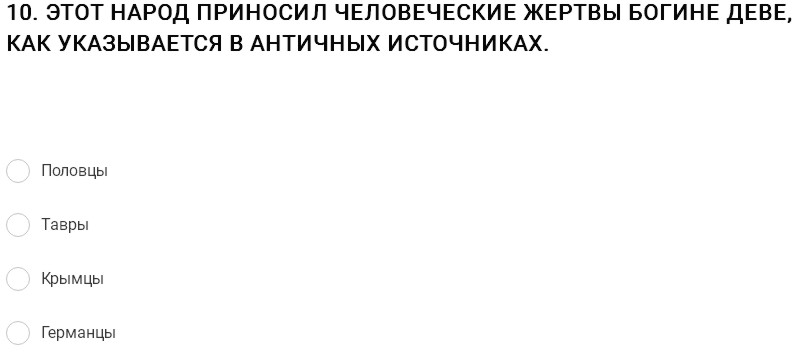 10. ЭТОТ НАРОД ПРИНОСИЛ ЧЕЛОВЕЧЕСКИЕ ЖЕРТВЫ БОГИНЕ ДЕВЕ,
КАК УКАЗЫВАЕТСЯ В АНТИЧНЫХ ИСТОЧНИКАХ.
Половцы
Тавры
Крымцы
Германцы